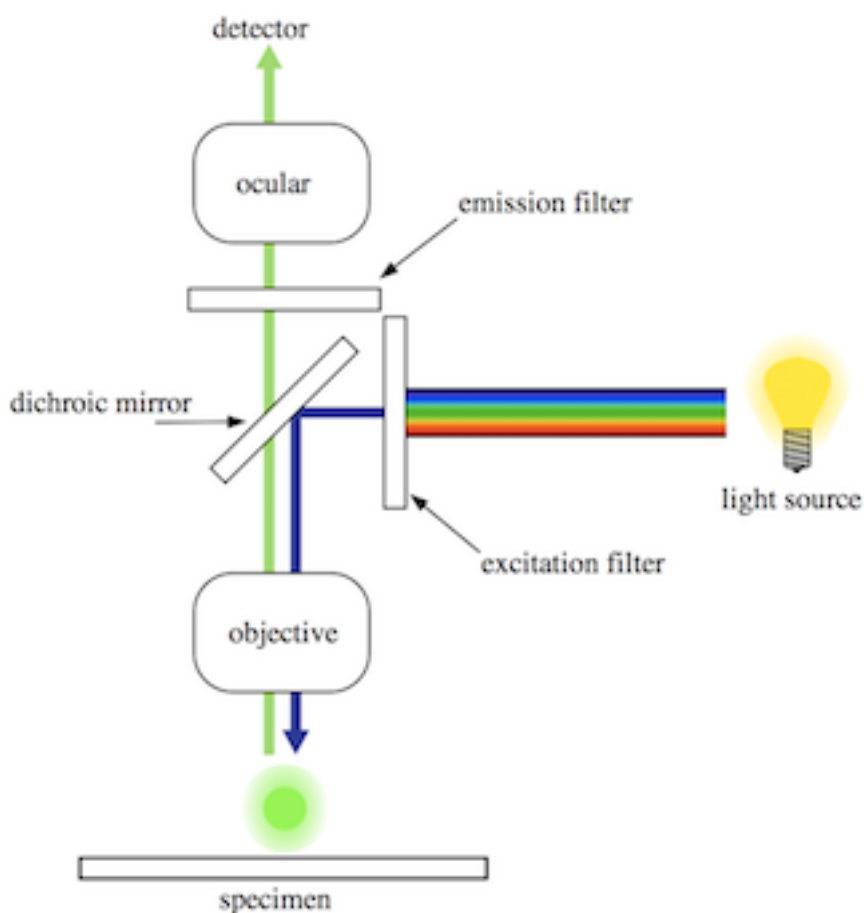 detector
ocular
emission filter
dichroic mirror
light source
excitation filter
objective
specimen